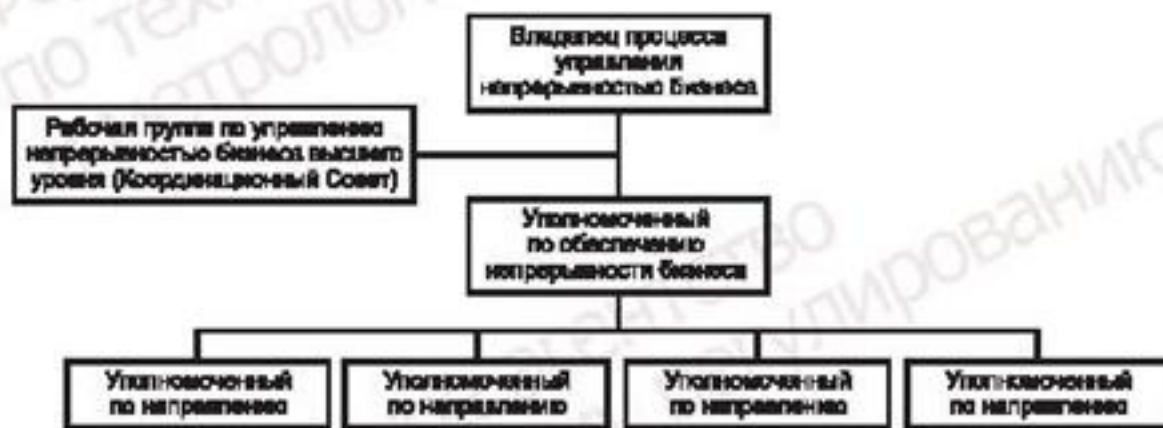 Владелец процесса
управления
непрерывностью бизнеса
Рабочая группа по управлению
непрерывностью бизнеса высшего
уровня (Координационный Совет)
Уполномоченный
по обеспечению
непрерывности бизнеса
Уполномоченный
по направлению
Уполномоченный
по направлению
Уполномоченный
по направлению
Уполномоченный
по направлению